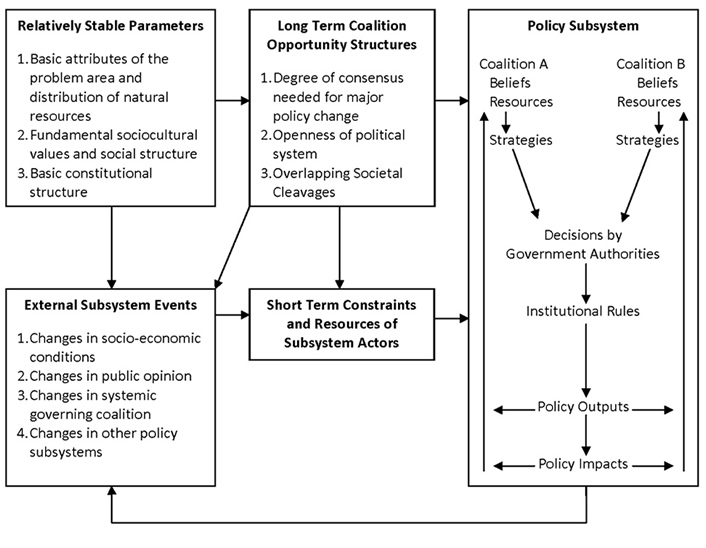 Relatively Stable Parameters
1. Basic attributes of the
problem area and
distribution of natural
resources
2. Fundamental sociocultural
values and social structure
3. Basic constitutional
structure
Long Term Coalition
Opportunity Structures
1. Degree of consensus
needed for major
policy change
2. Openness of political
system
3. Overlapping Societal
Cleavages
Policy Subsystem
Coalition A
Beliefs
Resources
Strategies
Coalition B
Beliefs
Resources
Strategies
Decisions by
Government Authorities
Institutional Rules
Policy Outputs
Policy Impacts
External Subsystem Events
1. Changes in socio-economic
conditions
2. Changes in public opinion
3. Changes in systemic
governing coalition
4. Changes in other policy
subsystems
Short Term Constraints
and Resources of
Subsystem Actors